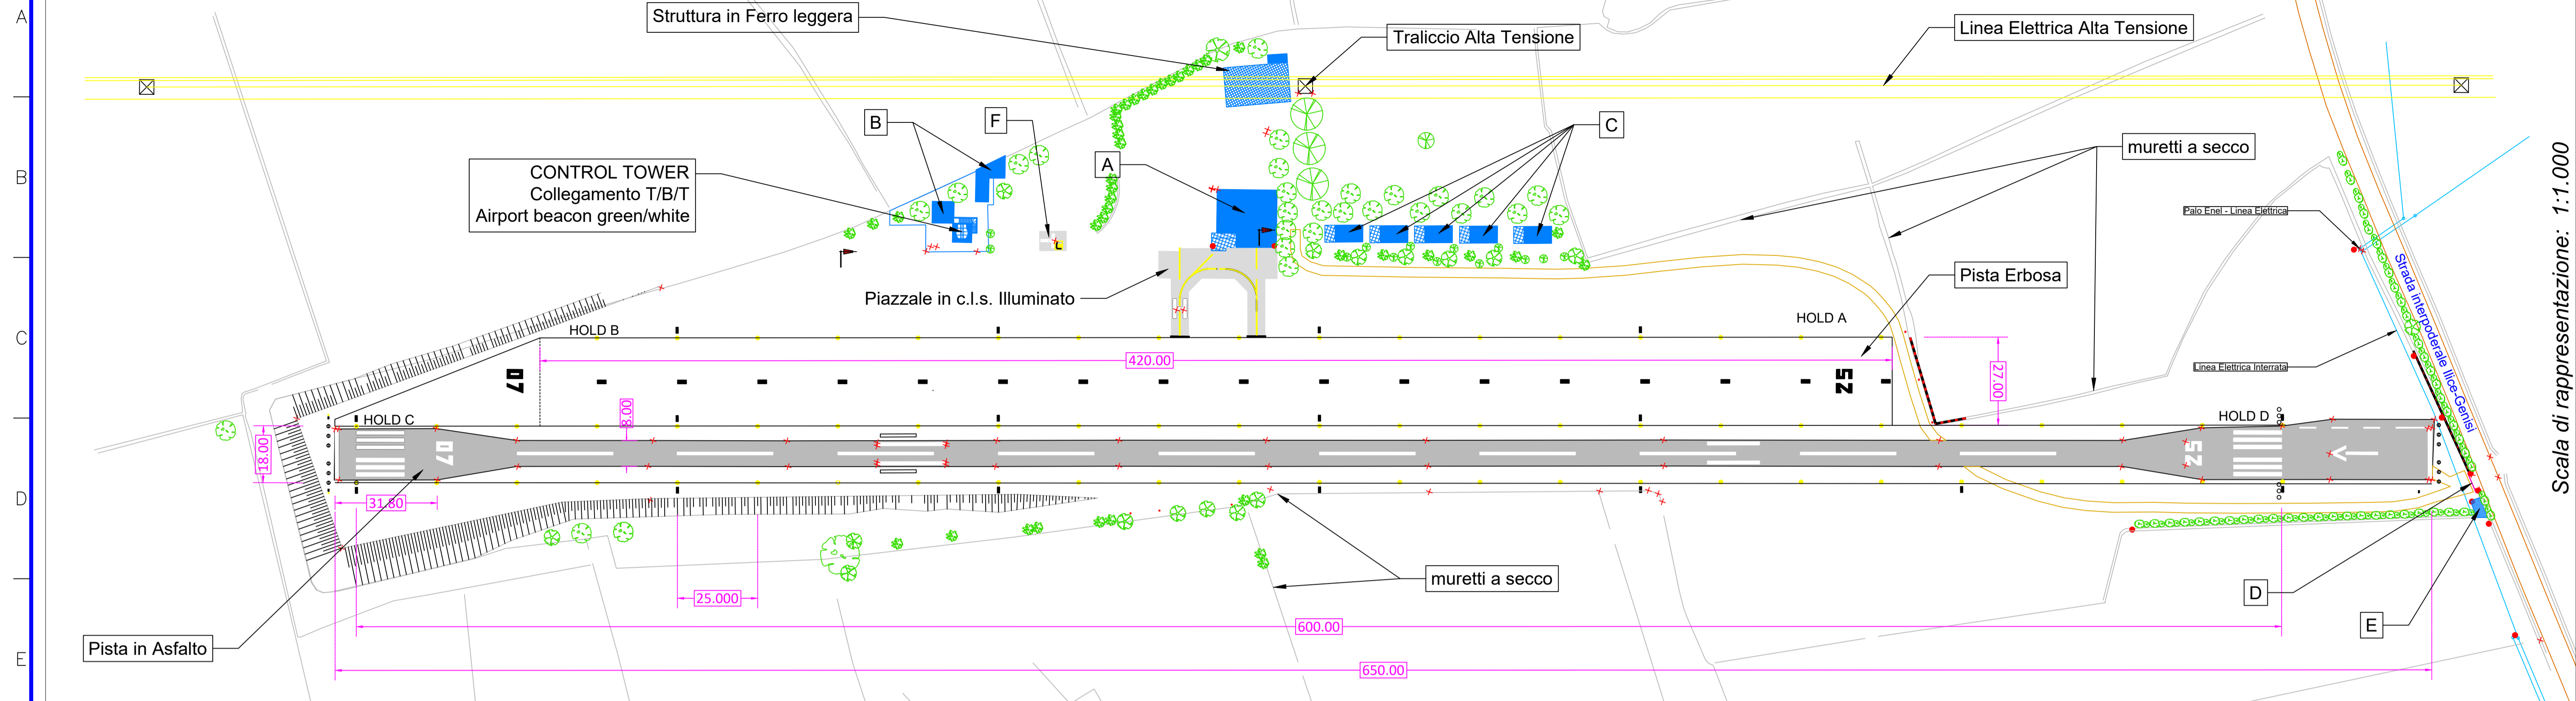 A
B
C
D
E
Struttura in Ferro leggera
Traliccio Alta Tensione
Linea Elettrica Alta Tensione
B
F
A
C
muretti a secco
CONTROL TOWER
Collegamento T/B/T
Airport beacon green/white
Palo Enel - Linea Elettrica
Strada interpoderale Ilice-Genisi
Scala di rappresentazione: 1:1.000
Piazzale in c.l.s. Illuminato
Pista Erbosa
HOLD B
HOLD A
420.00
27.00
Linea Elettrica Interrata
07
25
HOLD C
8.00
HOLD D
18.00
07
25
31.80
25.000
muretti a secco
D
E
600.00
Pista in Asfalto
650.00